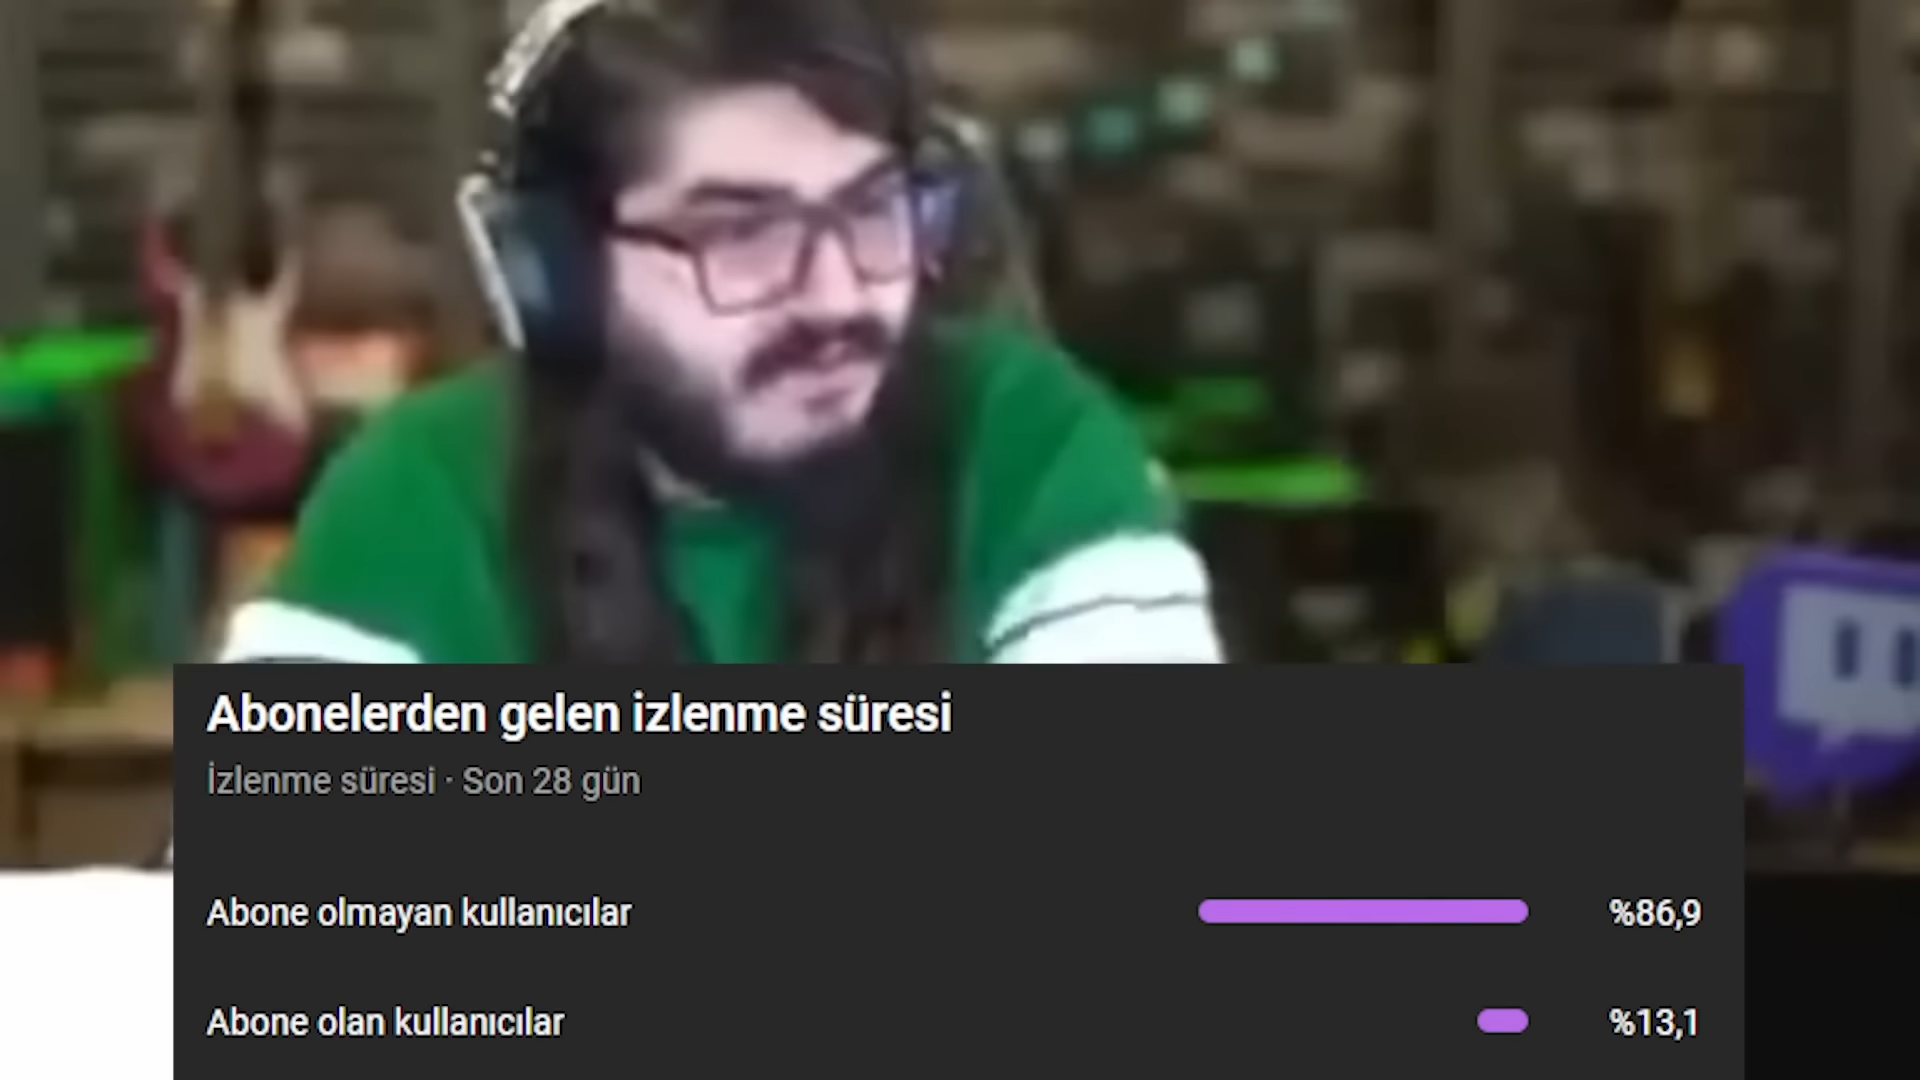 Abonelerden gelen izlenme süresi
İzlenme süresi · Son 28 gün
Abone olmayan kullanıcılar %86,9
Abone olan kullanıcılar %13,1